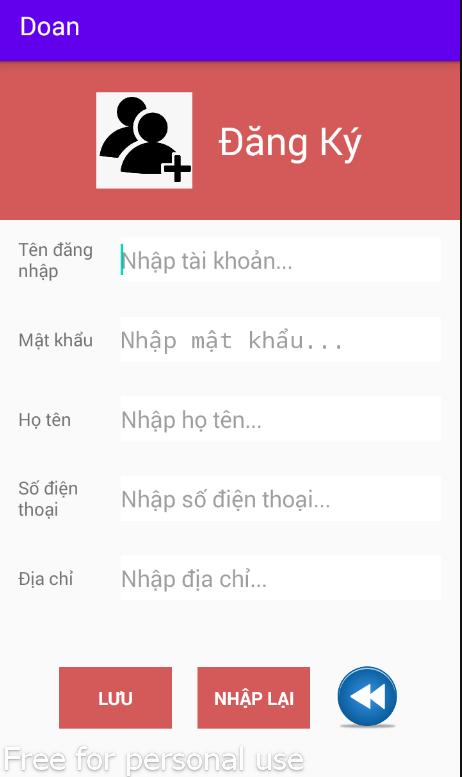 Doan
Đăng Ký
Tên đăng
nhập
Nhập tài khoản...
Mật khẩu
Nhập mật khẩu...
Họ tên
Nhập họ tên...
Số điện
thoại
Nhập số điện thoại...
Địa chỉ
Nhập địa chỉ...
LƯU
NHẬP LẠI
Free for personal use